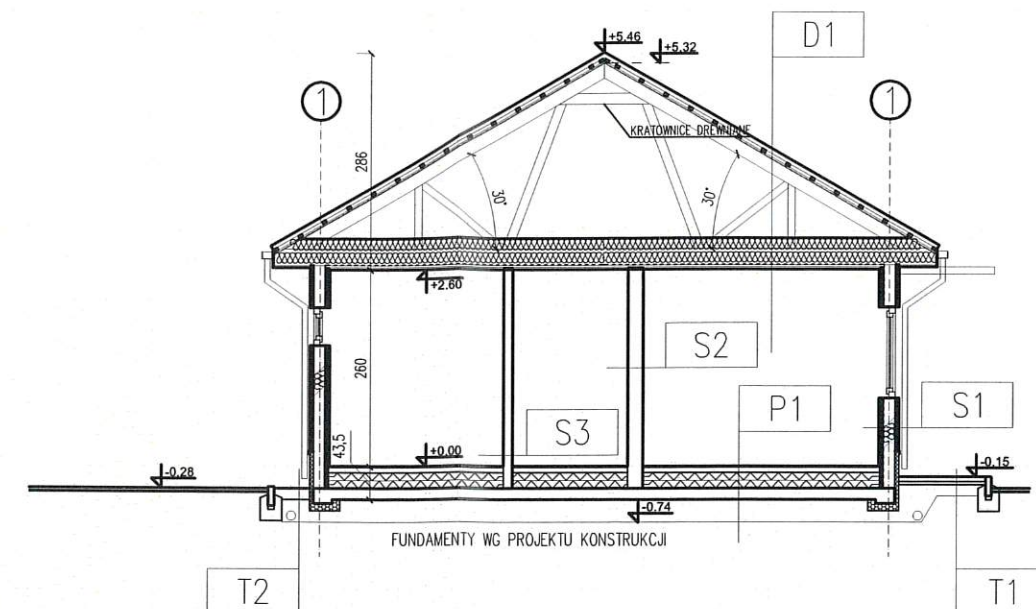 D1
+5.46
+5.32
1
1
KRATOWNICE DREWNIANE
286
30°
30°
+2.60
S2
260
P1
S1
S3
43,5
+0.00
-0.28
-0.15
-0.74
FUNDAMENTY WG PROJEKTU KONSTRUKCJI
T2
T1